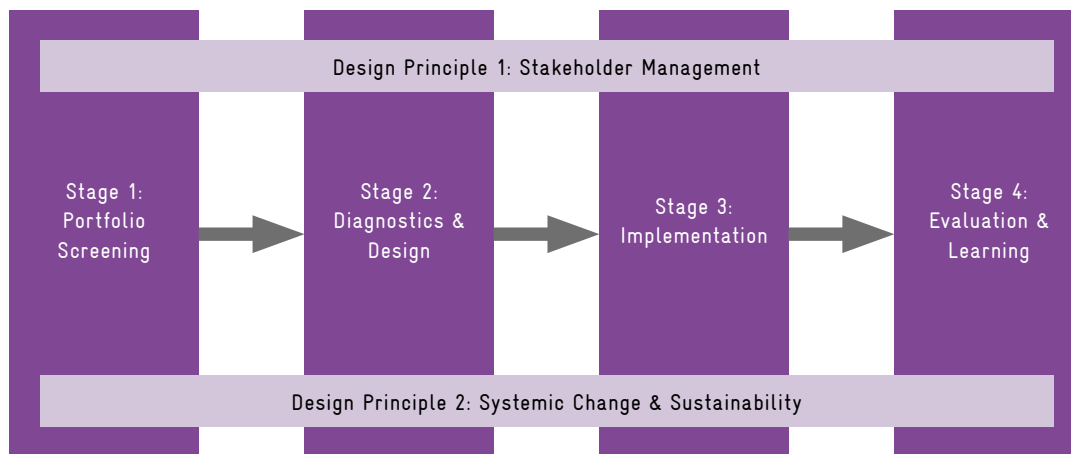 Design Principle 1: Stakeholder Management
Stage 1:
Portfolio
Screening
Stage 2:
Diagnostics &
Design
Stage 3:
Implementation
Stage 4:
Evaluation &
Learning
Design Principle 2: Systemic Change & Sustainability